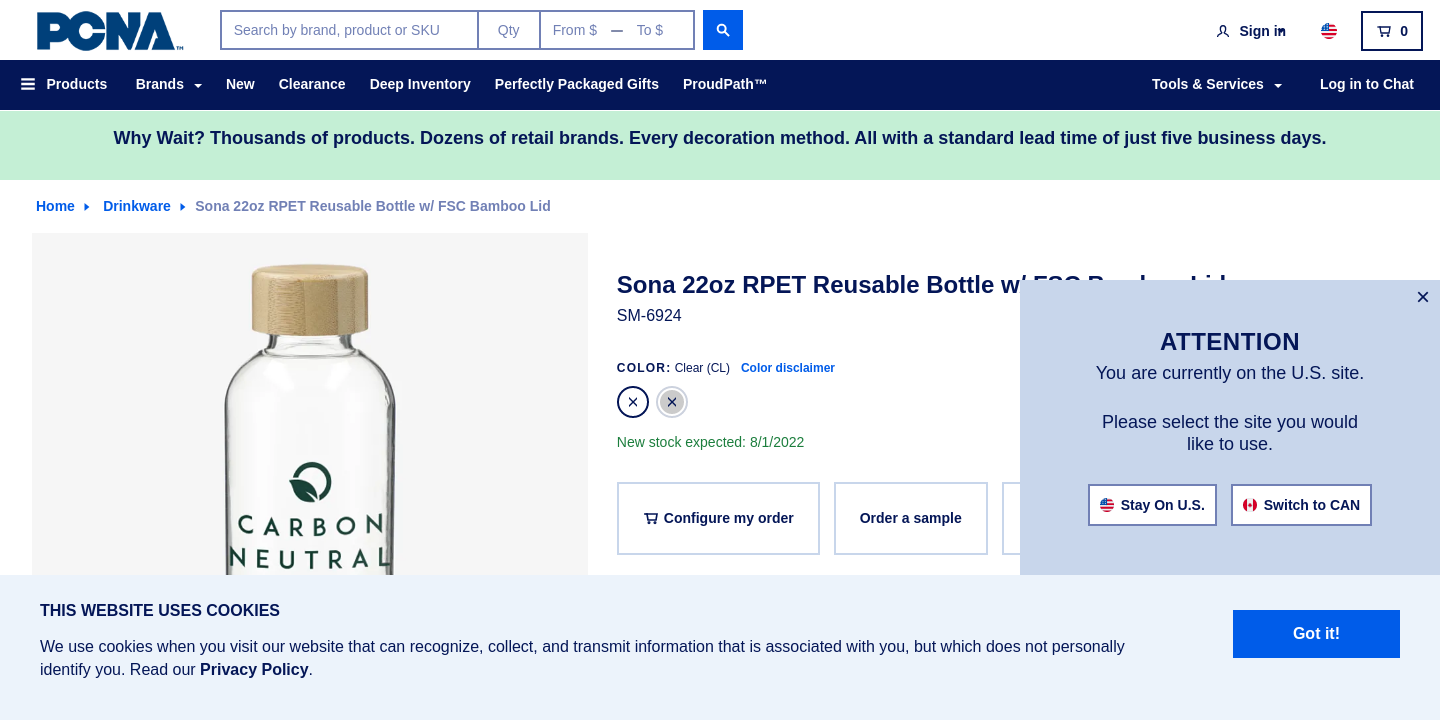 PCNA™
Search by brand, product or SKU Qty From $ — To $
Sign in
0
Products Brands New Clearance Deep Inventory Perfectly Packaged Gifts ProudPath™ Tools & Services Log in to Chat
Why Wait? Thousands of products. Dozens of retail brands. Every decoration method. All with a standard lead time of just five business days.
Home Drinkware Sona 22oz RPET Reusable Bottle w/ FSC Bamboo Lid
CARBON
NEUTRAL
Sona 22oz RPET Reusable Bottle w/ FSC Bamboo Lid
SM-6924
COLOR: Clear (CL) Color disclaimer
New stock expected: 8/1/2022
Configure my order Order a sample
×
ATTENTION
You are currently on the U.S. site.
Please select the site you would
like to use.
Stay On U.S. Switch to CAN
THIS WEBSITE USES COOKIES
We use cookies when you visit our website that can recognize, collect, and transmit information that is associated with you, but which does not personally
identify you. Read our Privacy Policy.
Got it!